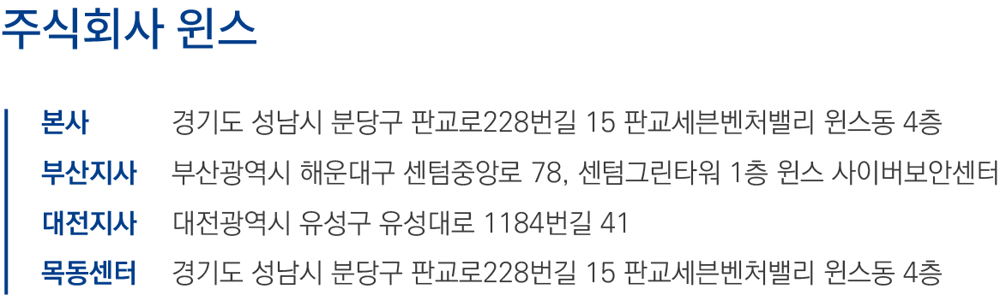 주식회사 윈스
본사 경기도 성남시 분당구 판교로228번길 15 판교세븐벤처밸리 윈스동 4층
부산지사 부산광역시 해운대구 센텀중앙로 78, 센텀그린타워 1층 윈스 사이버보안센터
대전지사 대전광역시 유성구 유성대로 1184번길 41
목동센터 경기도 성남시 분당구 판교로228번길 15 판교세븐벤처밸리 윈스동 4층